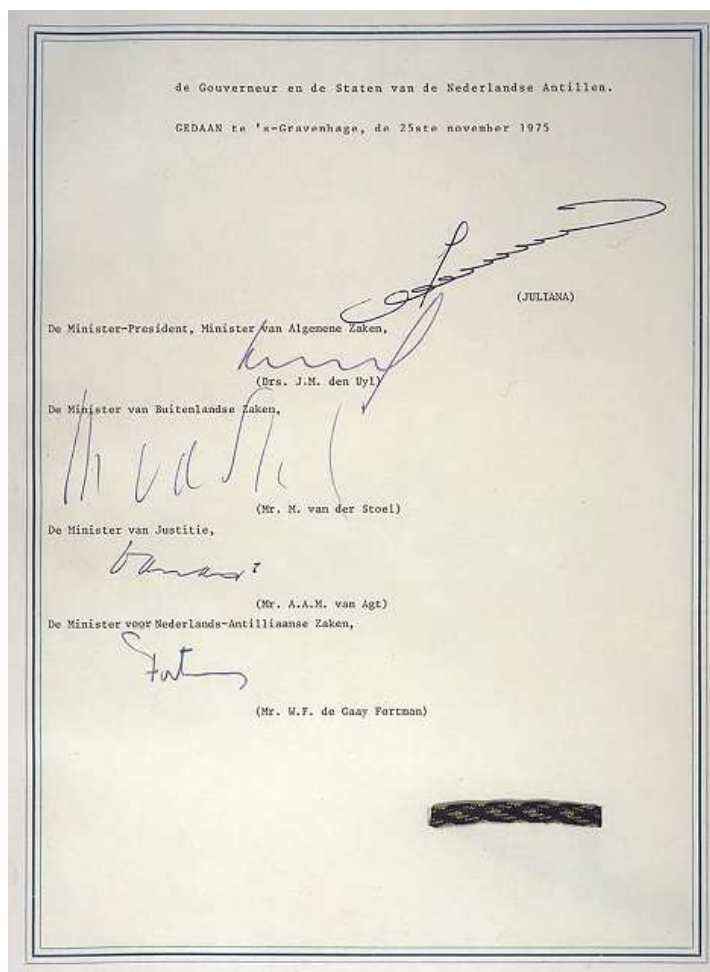 de Gouverneur en de Staten van de Nederlandse Antillen.
GEDAAN te 's-Gravenhage, de 25ste november 1975
(JULIANA)
De Minister-President, Minister van Algemene Zaken,
(Drs. J.M. den Uyl)
De Minister van Buitenlandse Zaken,
(Mr. M. van der Stoel)
De Minister van Justitie,
(Mr. A.A.M. van Agt)
De Minister voor Nederlands-Antilliaanse Zaken,
(Mr. W.F. de Gaay Fortman)